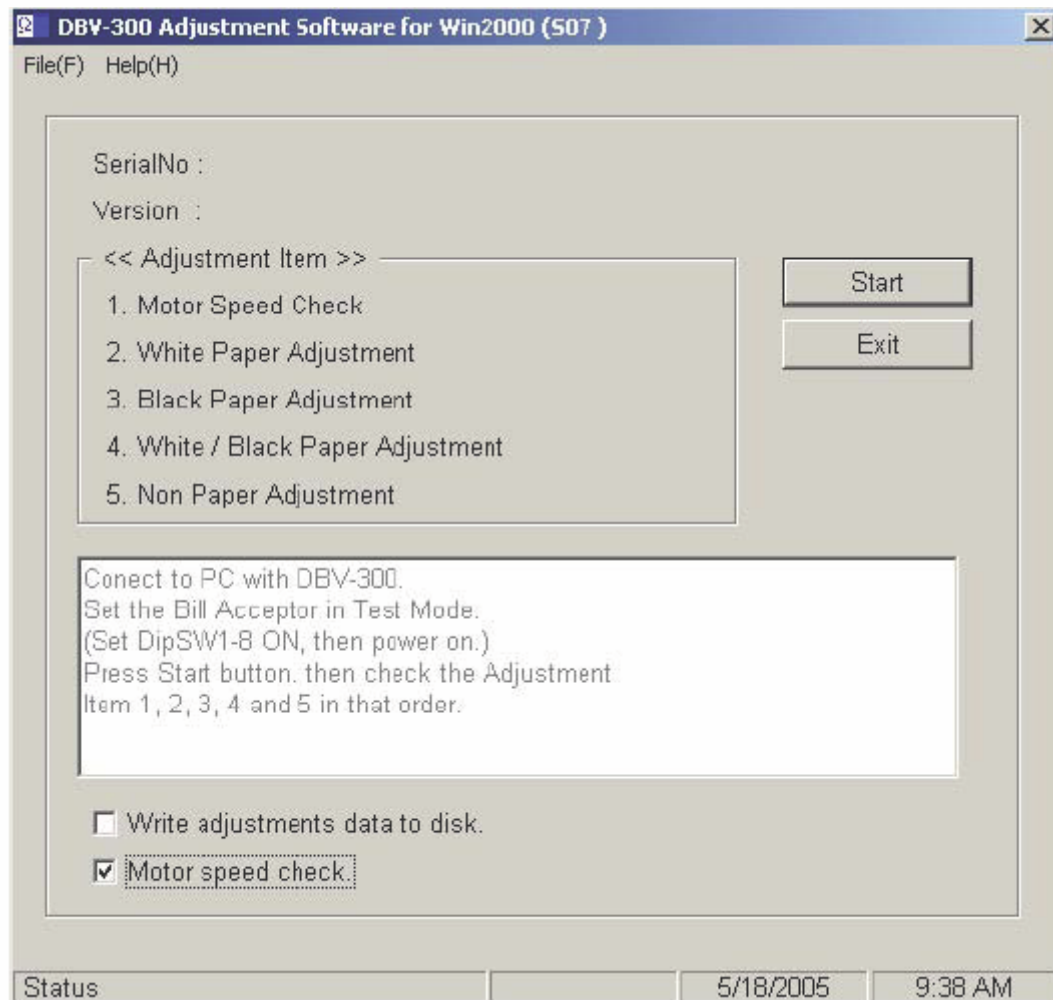 DBV-300 Adjustment Software for Win2000 (S07 )
File(F) Help(H)
SerialNo :
Version :
<< Adjustment Item >>
1. Motor Speed Check
2. White Paper Adjustment
3. Black Paper Adjustment
4. White / Black Paper Adjustment
5. Non Paper Adjustment
Start
Exit
Conect to PC with DBV-300.
Set the Bill Acceptor in Test Mode.
(Set DipSW1-8 ON, then power on.)
Press Start button. then check the Adjustment
Item 1, 2, 3, 4 and 5 in that order.
Write adjustments data to disk.
Motor speed check.
Status 5/18/2005 9:38 AM